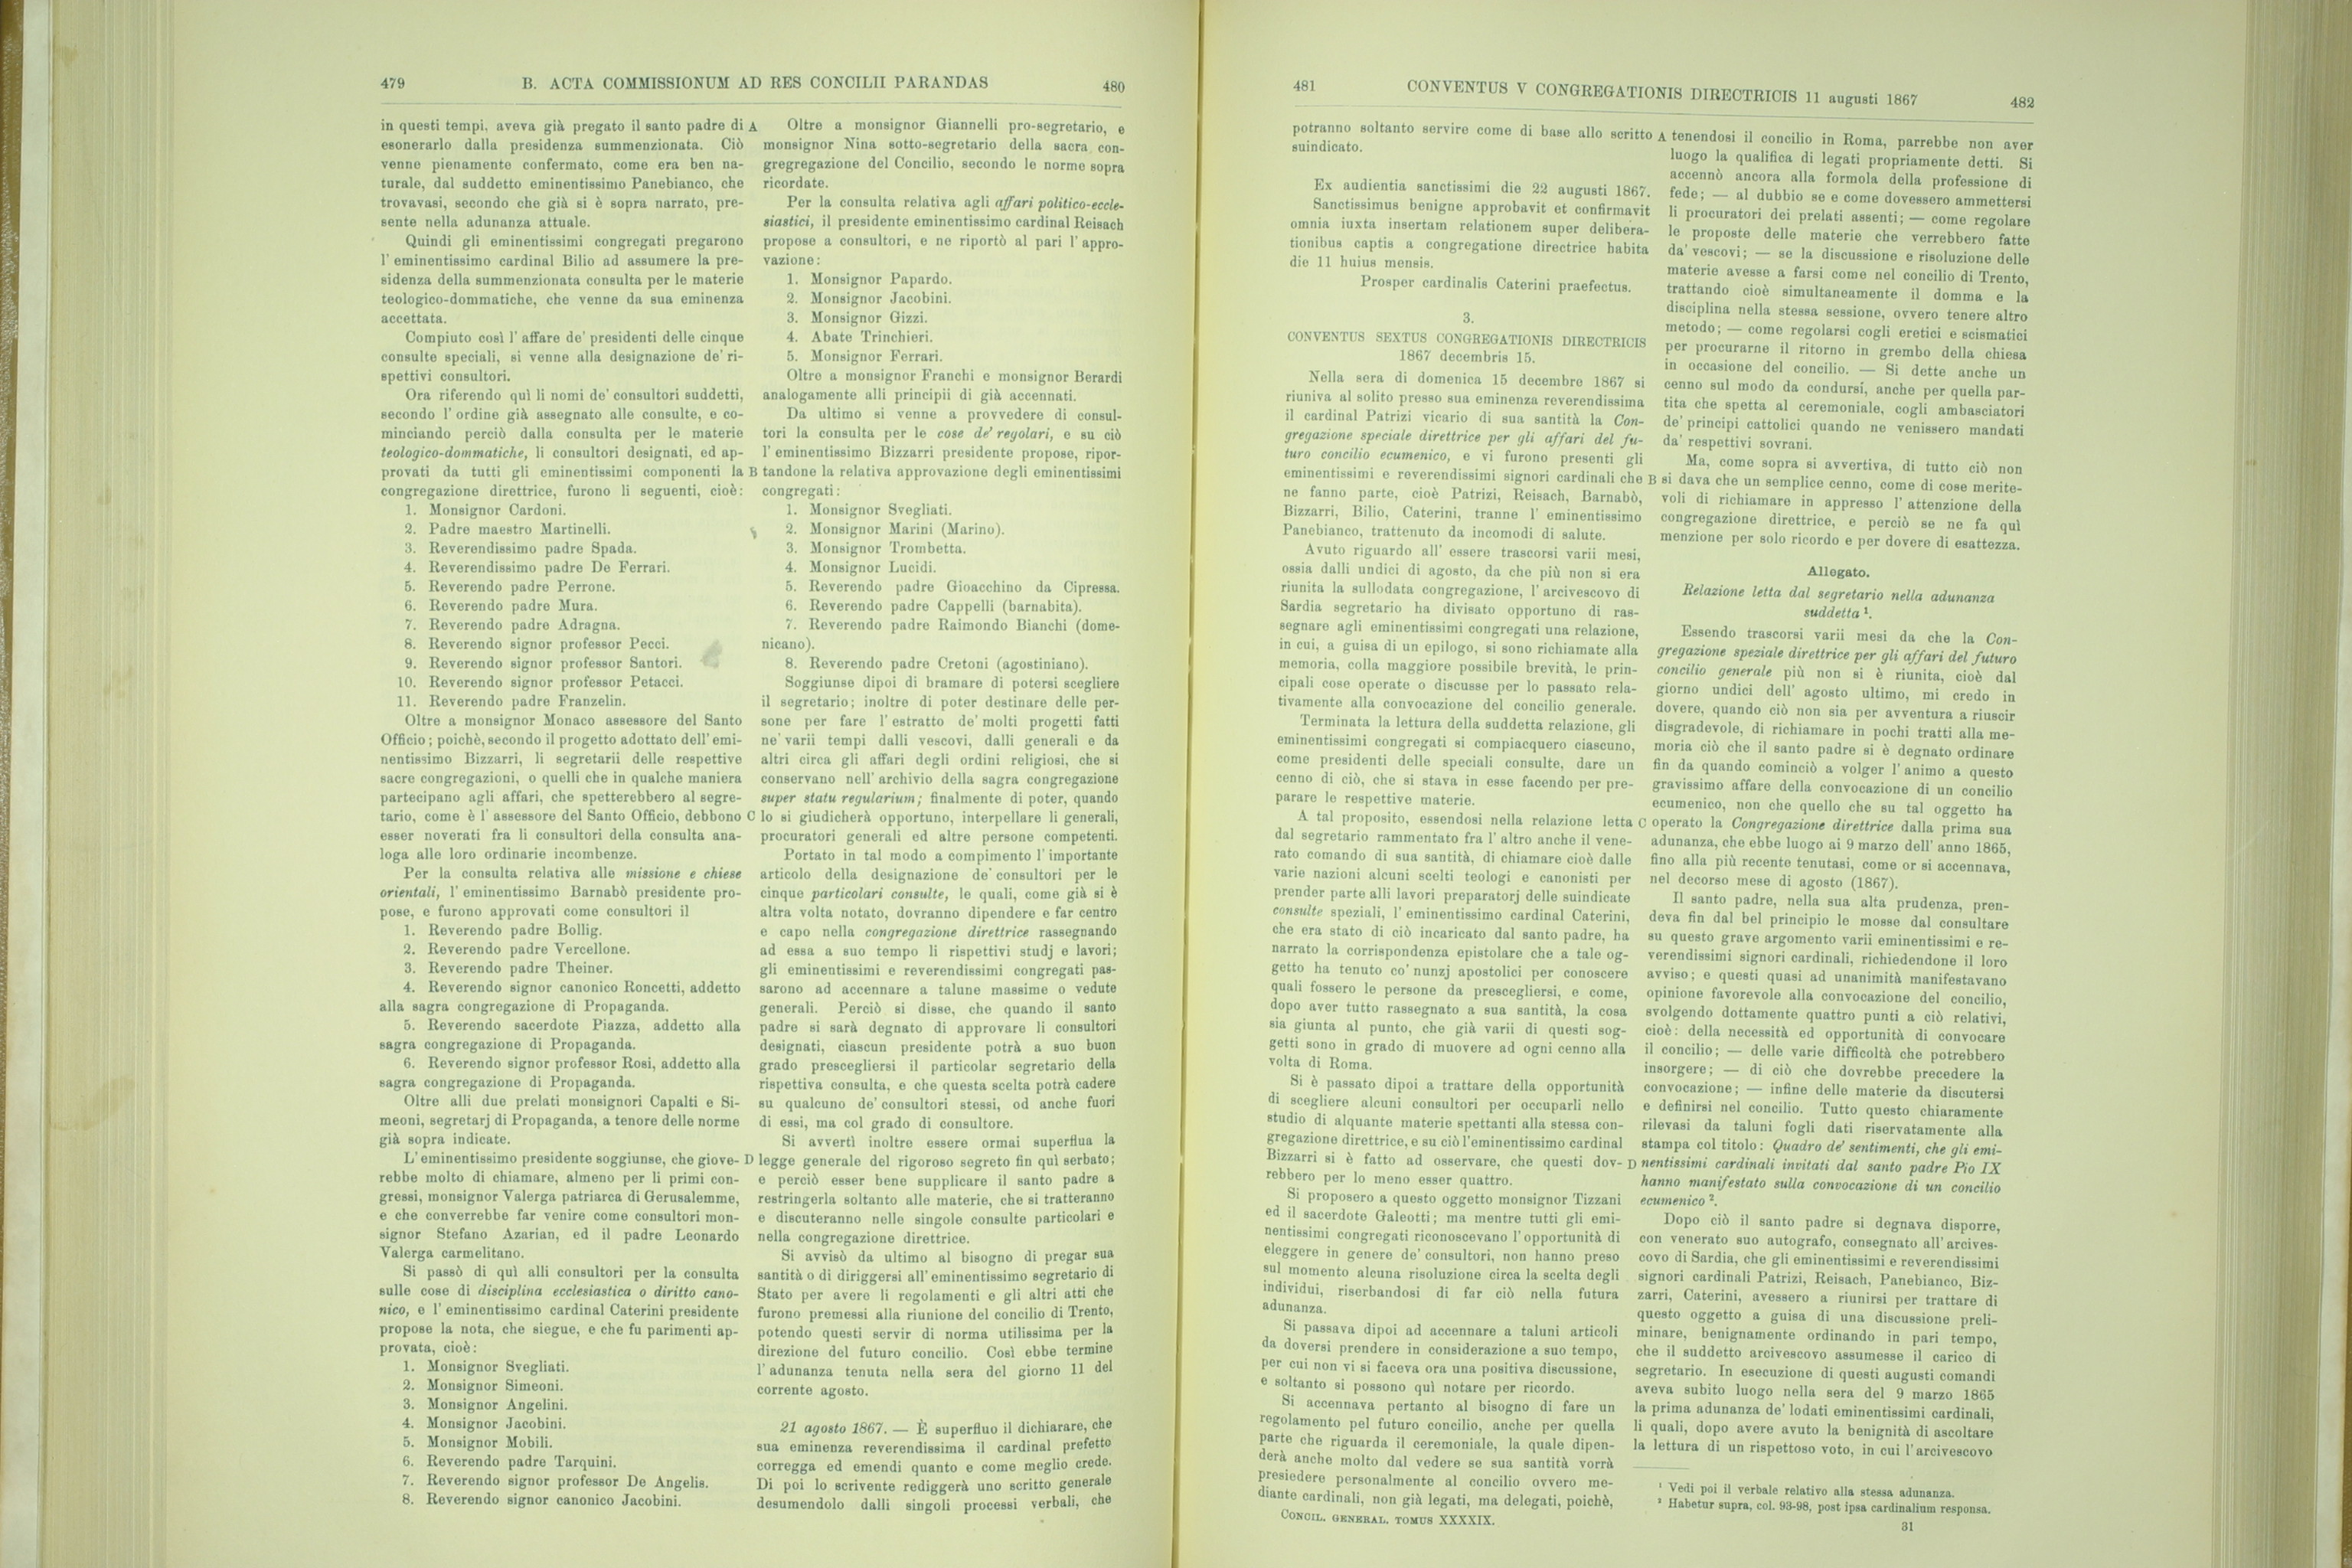 479
B. ACTA COMMISSIONUM AD RES CONCILII PARANDAS
480
in questi tempi, aveva già pregato il santo padre di
esonerarlo dalla presidenza summenzionata. Ciò
venne pienamente confermato, come era ben na-
turale, dal suddetto eminentissimo Panebianco, che
trovavasi, secondo che già si è sopra narrato, pre-
sente nella adunanza attuale.
Quindi gli eminentissimi congregati pregarono
l' eminentissimo cardinal Bilio ad assumere la pre-
sidenza della summenzionata consulta per le materie
teologico-dommatiche, che venne da sua eminenza
accettata.
Compiuto così l' affare de' presidenti delle cinque
consulte speciali, si venne alla designazione de' ri-
spettivi consultori.
Ora riferendo quì li nomi de' consultori suddetti,
secondo l' ordine già assegnato alle consulte, e co-
minciando perciò dalla consulta per le materie
teologico-dommatiche, li consultori designati, ed ap-
provati da tutti gli eminentissimi componenti la
congregazione direttrice, furono li seguenti, cioè:
1. Monsignor Cardoni.
2. Padre maestro Martinelli.
3. Reverendissimo padre Spada.
4. Reverendissimo padre De Ferrari.
5. Reverendo padre Perrone.
6. Reverendo padre Mura.
7. Reverendo padre Adragna.
8. Reverendo signor professor Pecci.
9. Reverendo signor professor Santori.
10. Reverendo signor professor Petacci.
11. Reverendo padre Franzelin.
Oltre a monsignor Monaco assessore del Santo
Officio; poichè, secondo il progetto adottato dell' emi-
nentissimo Bizzarri, li segretarii delle respettive
sacre congregazioni, o quelli che in qualche maniera
partecipano agli affari, che spetterebbero al segre-
tario, come è l' assessore del Santo Officio, debbono
esser noverati fra li consultori della consulta ana-
loga alle loro ordinarie incombenze.
Per la consulta relativa alle missione e chiese
orientali, l' eminentissimo Barnabò presidente pro-
pose, e furono approvati come consultori il
1. Reverendo padre Bollig.
2. Reverendo padre Vercellone.
3. Reverendo padre Theiner.
4. Reverendo signor canonico Roncetti, addetto
alla sagra congregazione di Propaganda.
5. Reverendo sacerdote Piazza, addetto alla
sagra congregazione di Propaganda.
6. Reverendo signor professor Rosi, addetto alla
sagra congregazione di Propaganda.
Oltre alli due prelati monsignori Capalti e Si-
meoni, segretarj di Propaganda, a tenore delle norme
già sopra indicate.
L' eminentissimo presidente soggiunse, che giove-
rebbe molto di chiamare, almeno per li primi con-
gressi, monsignor Valerga patriarca di Gerusalemme,
e che converrebbe far venire come consultori mon-
signor Stefano Azarian, ed il padre Leonardo
Valerga carmelitano.
Si passò di quì alli consultori per la consulta
sulle cose di disciplina ecclesiastica o diritto cano-
nico, e l' eminentissimo cardinal Caterini presidente
propose la nota, che siegue, e che fu parimenti ap-
provata, cioè:
1. Monsignor Svegliati.
2. Monsignor Simeoni.
3. Monsignor Angelini.
4. Monsignor Jacobini.
5. Monsignor Mobili.
6. Reverendo padre Tarquini.
7. Reverendo signor professor De Angelis.
8. Reverendo signor canonico Jacobini.
A
B
C
D
Oltre a monsignor Giannelli pro-segretario, e
monsignor Nina sotto-segretario della sacra con-
gregregazione del Concilio, secondo le norme sopra
ricordate.
Per la consulta relativa agli affari politico-eccle-
siastici, il presidente eminentissimo cardinal Reisach
propose a consultori, e ne riportò al pari l' appro-
vazione:
1. Monsignor Papardo.
2. Monsignor Jacobini.
3. Monsignor Gizzi.
4. Abate Trinchieri.
5. Monsignor Ferrari.
Oltre a monsignor Franchi e monsignor Berardi
analogamente alli principii di già accennati.
Da ultimo si venne a provvedere di consul-
tori la consulta per le cose de' regolari, e su ciò
l' eminentissimo Bizzarri presidente propose, ripor-
tandone la relativa approvazione degli eminentissimi
congregati:
1. Monsignor Svegliati.
2. Monsignor Marini (Marino).
3. Monsignor Trombetta.
4. Monsignor Lucidi.
5. Reverendo padre Gioacchino da Cipressa.
6. Reverendo padre Cappelli (barnabita).
7. Reverendo padre Raimondo Bianchi (dome-
nicano).
8. Reverendo padre Cretoni (agostiniano).
Soggiunse dipoi di bramare di potersi scegliere
il segretario; inoltre di poter destinare delle per-
sone per fare l' estratto de' molti progetti fatti
ne' varii tempi dalli vescovi, dalli generali e da
altri circa gli affari degli ordini religiosi, che si
conservano nell' archivio della sagra congregazione
super statu regularium; finalmente di poter, quando
lo si giudicherà opportuno, interpellare li generali,
procuratori generali ed altre persone competenti.
Portato in tal modo a compimento l' importante
articolo della designazione de' consultori per le
cinque particolari consulte, le quali, come già si è
altra volta notato, dovranno dipendere e far centro
e capo nella congregazione direttrice rassegnando
ad essa a suo tempo li rispettivi studj e lavori;
gli eminentissimi e reverendissimi congregati pas-
sarono ad accennare a talune massime o vedute
generali. Perciò si disse, che quando il santo
padre si sarà degnato di approvare li consultori
designati, ciascun presidente potrà a suo buon
grado prescegliersi il particolar segretario della
rispettiva consulta, e che questa scelta potrà cadere
su qualcuno de' consultori stessi, od anche fuori
di essi, ma col grado di consultore.
Si avvertì inoltre essere ormai superflua la
legge generale del rigoroso segreto fin quì serbato;
e perciò esser bene supplicare il santo padre a
restringerla soltanto alle materie, che si tratteranno
e discuteranno nelle singole consulte particolari e
nella congregazione direttrice.
Si avvisò da ultimo al bisogno di pregar sua
santità o di diriggersi all' eminentissimo segretario di
Stato per avere li regolamenti e gli altri atti che
furono premessi alla riunione del concilio di Trento,
potendo questi servir di norma utilissima per la
direzione del futuro concilio. Così ebbe termine
l' adunanza tenuta nella sera del giorno 11 del
corrente agosto.
21 agosto 1867. — È superfluo il dichiarare, che
sua eminenza reverendissima il cardinal prefetto
corregga ed emendi quanto e come meglio crede.
Di poi lo scrivente redigerà uno scritto generale
desumendolo dalli singoli processi verbali, che
481
CONVENTUS V CONGREGATIONIS DIRECTRICIS 11 augusti 1867
482
potranno soltanto servire come di base allo scritto
suindicato.
Ex audientia sanctissimi die 22 augusti 1867.
Sanctissimus benigne approbavit et confirmavit
omnia iuxta insertam relationem super delibera-
tionibus captis a congregatione directrice habita
die 11 huius mensis.
Prosper cardinalis Caterini praefectus.
3.
CONVENTUS SEXTUS CONGREGATIONIS DIRECTRICIS
1867 decembris 15.
Nella sera di domenica 15 decembre 1867 si
riuniva al solito presso sua eminenza reverendissima
il cardinal Patrizi vicario di sua santità la Con-
gregazione speciale direttrice per gli affari del fu-
turo concilio ecumenico, e vi furono presenti gli
eminentissimi e reverendissimi signori cardinali che
ne fanno parte, cioè Patrizi, Reisach, Barnabò,
Bizzarri, Bilio, Caterini, tranne l' eminentissimo
Panebianco, trattenuto da incomodi di salute.
Avuto riguardo all' essere trascorsi varii mesi,
ossia dalli undici di agosto, da che più non si era
riunita la sullodata congregazione, l' arcivescovo di
Sardia segretario ha divisato opportuno di ras-
segnare agli eminentissimi congregati una relazione,
in cui, a guisa di un epilogo, si sono richiamate alla
memoria, colla maggiore possibile brevità, le prin-
cipali cose operate o discusse per lo passato rela-
tivamente alla convocazione del concilio generale.
Terminata la lettura della suddetta relazione, gli
eminentissimi congregati si compiacquero ciascuno,
come presidenti delle speciali consulte, dare un
cenno di ciò, che si stava in esse facendo per pre-
parare le respettive materie.
A tal proposito, essendosi nella relazione letta
dal segretario rammentato fra l' altro anche il vene-
rato comando di sua santità, di chiamare cioè dalle
varie nazioni alcuni scelti teologi e canonisti per
prender parte alli lavori preparatorj delle suindicate
consulte speziali, l' eminentissimo cardinal Caterini,
che era stato di ciò incaricato dal santo padre, ha
narrato la corrispondenza epistolare che a tale og-
getto ha tenuto co' nunzj apostolici per conoscere
quali fossero le persone da prescegliersi, e come,
dopo aver tutto rassegnato a sua santità, la cosa
sia giunta al punto, che già varii di questi sog-
getti sono in grado di muovere ad ogni cenno alla
volta di Roma.
Si è passato dipoi a trattare della opportunità
di scegliere alcuni consultori per occuparli nello
studio di alquante materie spettanti alla stessa con-
gregazione direttrice, e su ciò l'eminentissimo cardinal
Bizzarri si è fatto ad osservare, che questi dov-
rebbero per lo meno esser quattro.
Si proposero a questo oggetto monsignor Tizzani
ed il sacerdote Galeotti; ma mentre tutti gli emi-
nentissimi congregati riconoscevano l' opportunità di
eleggere in genere de' consultori, non hanno preso
sul momento alcuna risoluzione circa la scelta degli
individui, riserbandosi di far ciò nella futura
adunanza.
Si passava dipoi ad accennare a taluni articoli
da doversi prendere in considerazione a suo tempo,
per cui non vi si faceva ora una positiva discussione,
e soltanto si possono quì notare per ricordo.
Si accennava pertanto al bisogno di fare un
regolamento pel futuro concilio, anche per quella
parte che riguarda il ceremoniale, la quale dipen-
derà anche molto dal vedere se sua santità vorrà
presiedere personalmente al concilio ovvero me-
diante cardinali, non già legati, ma delegati, poichè,
CONCIL. GENERAL. TOMUS XXXXIX.
A
B
C
D
tenendosi il concilio in Roma, parrebbe non aver
luogo la qualifica di legati propriamente detti. Si
accennò ancora alla formola della professione di
fede; — al dubbio se e come dovessero ammettersi
li procuratori dei prelati assenti; — come regolare
le proposte delle materie che verrebbero fatte
da' vescovi; — se la discussione e risoluzione delle
materie avesse a farsi come nel concilio di Trento,
trattando cioè simultaneamente il domma e la
disciplina nella stessa sessione, ovvero tenere altro
metodo; — come regolarsi cogli eretici e scismatici
per procurarne il ritorno in grembo della chiesa
in occasione del concilio. — Si dette anche un
cenno sul modo da condursi, anche per quella par-
tita che spetta al ceremoniale, cogli ambasciatori
de' principi cattolici quando ne venissero mandati
da' respettivi sovrani.
Ma, come sopra si avvertiva, di tutto ciò non
si dava che un semplice cenno, come di cose merite-
voli di richiamare in appresso l' attenzione della
congregazione direttrice, e perciò se ne fa quì
menzione per solo ricordo e per dovere di esattezza.
Allegato.
Relazione letta dal segretario nella adunanza
suddetta ¹.
Essendo trascorsi varii mesi da che la Con-
gregazione speziale direttrice per gli affari del futuro
concilio generale più non si è riunita, cioè dal
giorno undici dell' agosto ultimo, mi credo in
dovere, quando ciò non sia per avventura a riuscir
disgradevole, di richiamare in pochi tratti alla me-
moria ciò che il santo padre si è degnato ordinare
fin da quando cominciò a volger l' animo a questo
gravissimo affare della convocazione di un concilio
ecumenico, non che quello che su tal oggetto ha
operato la Congregazione direttrice dalla prima sua
adunanza, che ebbe luogo ai 9 marzo dell' anno 1865,
fino alla più recente tenutasi, come or si accennava,
nel decorso mese di agosto (1867).
Il santo padre, nella sua alta prudenza, pren-
deva fin dal bel principio le mosse dal consultare
su questo grave argomento varii eminentissimi e re-
verendissimi signori cardinali, richiedendone il loro
avviso; e questi quasi ad unanimità manifestavano
opinione favorevole alla convocazione del concilio,
svolgendo dottamente quattro punti a ciò relativi,
cioè: della necessità ed opportunità di convocare
il concilio; — delle varie difficoltà che potrebbero
insorgere; — di ciò che dovrebbe precedere la
convocazione; — infine delle materie da discutersi
e definirsi nel concilio. Tutto questo chiaramente
rilevasi da taluni fogli dati riservatamente alla
stampa col titolo: Quadro de' sentimenti, che gli emi-
nentissimi cardinali invitati dal santo padre Pio IX
hanno manifestato sulla convocazione di un concilio
ecumenico ².
Dopo ciò il santo padre si degnava disporre,
con venerato suo autografo, consegnato all' arcives-
covo di Sardia, che gli eminentissimi e reverendissimi
signori cardinali Patrizi, Reisach, Panebianco, Biz-
zarri, Caterini, avessero a riunirsi per trattare di
questo oggetto a guisa di una discussione preli-
minare, benignamente ordinando in pari tempo,
che il suddetto arcivescovo assumesse il carico di
segretario. In esecuzione di questi augusti comandi
aveva subito luogo nella sera del 9 marzo 1865
la prima adunanza de' lodati eminentissimi cardinali,
li quali, dopo avere avuto la benignità di ascoltare
la lettura di un rispettoso voto, in cui l'arcivescovo
¹ Vedi poi il verbale relativo alla stessa adunanza.
² Habetur supra, col. 93-98, post ipsa cardinalium responsa.
31